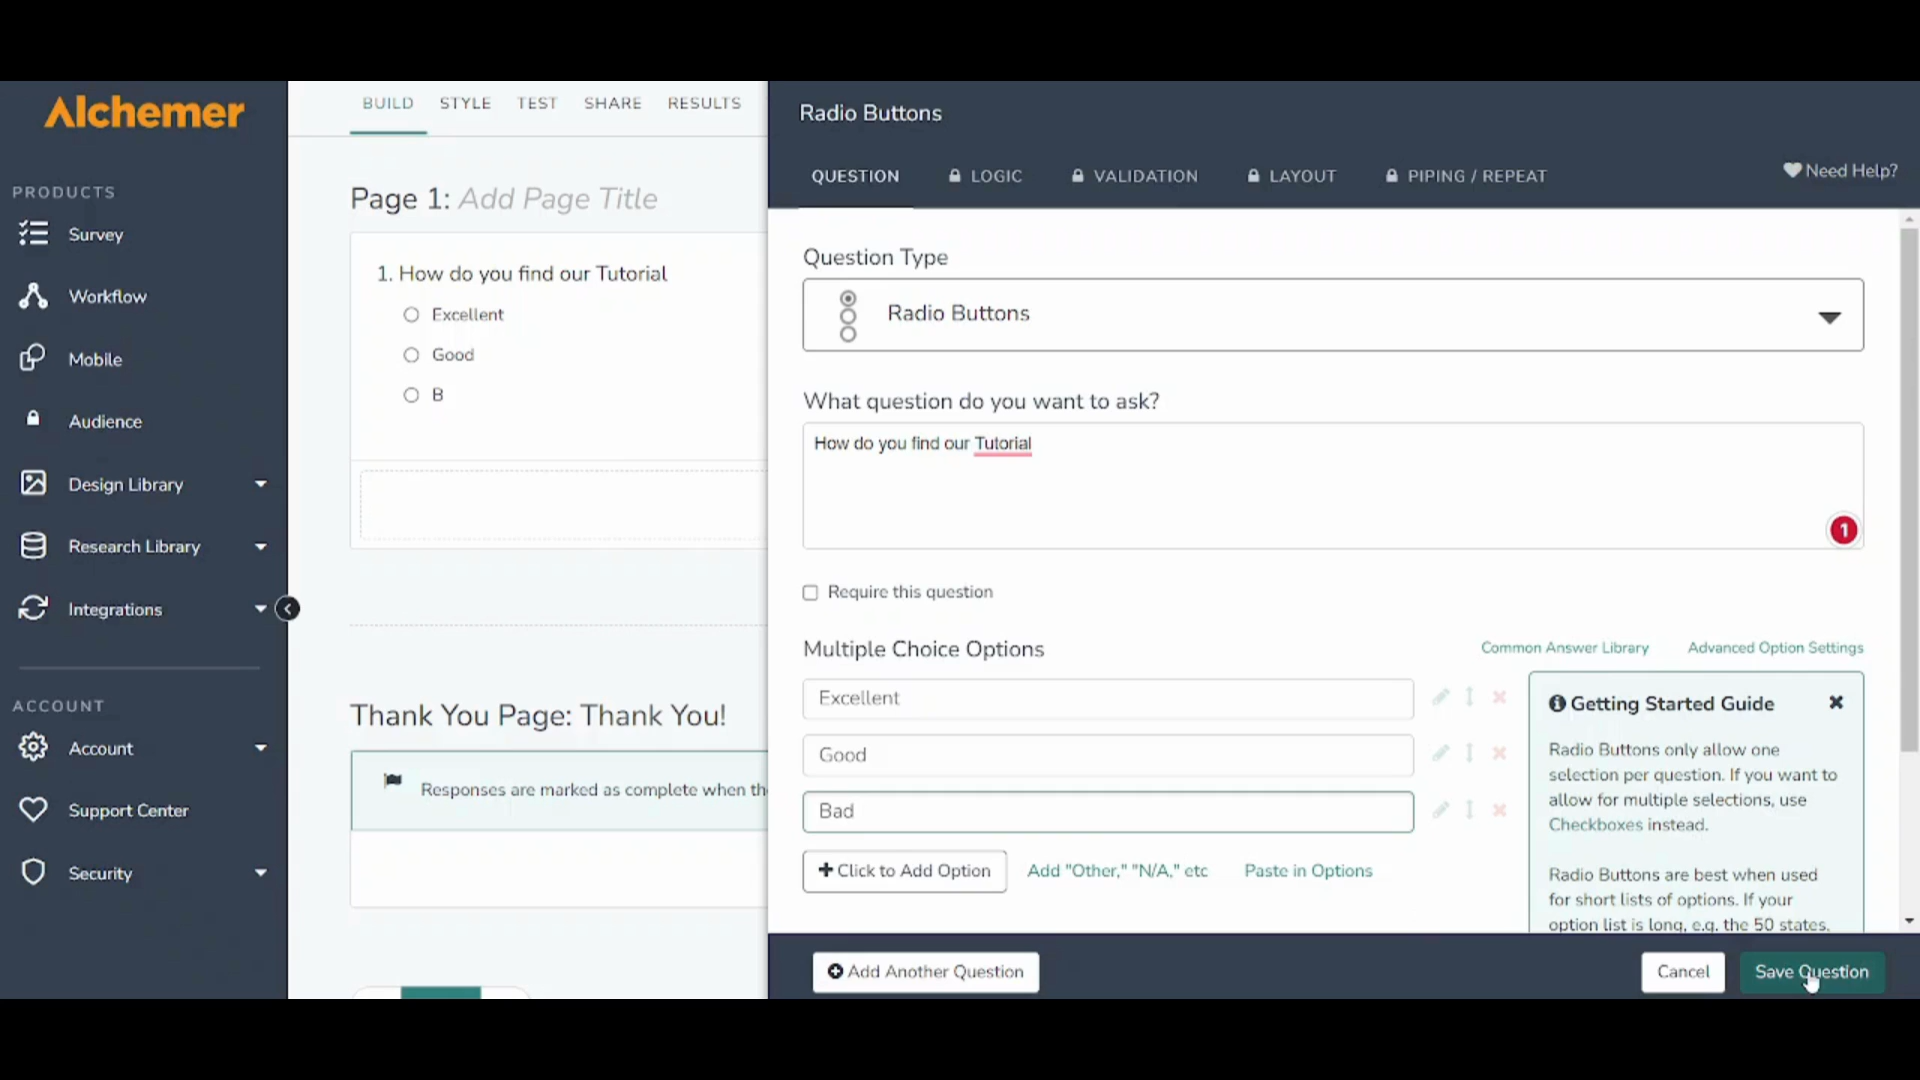 Alchemer
PRODUCTS
Survey
Workflow
Mobile
Audience
Design Library
Research Library
Integrations
ACCOUNT
Account
Support Center
Security
BUILD STYLE TEST SHARE RESULTS
Page 1: Add Page Title
1. How do you find our Tutorial
Excellent
Good
B
Thank You Page: Thank You!
Responses are marked as complete when
Radio Buttons
QUESTION LOGIC VALIDATION LAYOUT PIPING / REPEAT
Need Help?
Question Type
Radio Buttons
What question do you want to ask?
How do you find our Tutorial
1
Require this question
Multiple Choice Options
Common Answer Library Advanced Option Settings
Excellent
Good
Bad
Click to Add Option Add "Other," "N/A," etc Paste in Options
Getting Started Guide
Radio Buttons only allow one
selection per question. If you want to
allow for multiple selections, use
Checkboxes instead.
Radio Buttons are best when used
for short lists of options. If your
option list is long, e.g. the 50 states,
Add Another Question
Cancel Save Question